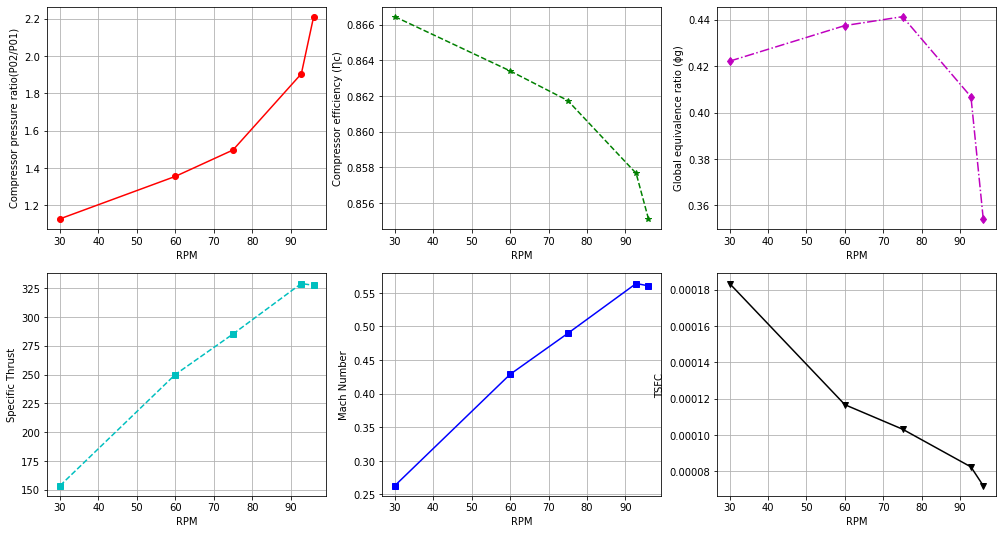 Compressor pressure ratio(P02/P01)
2.2
2.0
1.8
1.6
1.4
1.2
30 40 50 60 70 80 90
RPM
Compressor efficiency (ηc)
0.866
0.864
0.862
0.860
0.858
0.856
30 40 50 60 70 80 90
RPM
Global equivalence ratio (ϕg)
0.44
0.42
0.40
0.38
0.36
30 40 50 60 70 80 90
RPM
Specific Thrust
325
300
275
250
225
200
175
150
30 40 50 60 70 80 90
RPM
Mach Number
0.55
0.50
0.45
0.40
0.35
0.30
0.25
30 40 50 60 70 80 90
RPM
TSFC
0.00018
0.00016
0.00014
0.00012
0.00010
0.00008
30 40 50 60 70 80 90
RPM